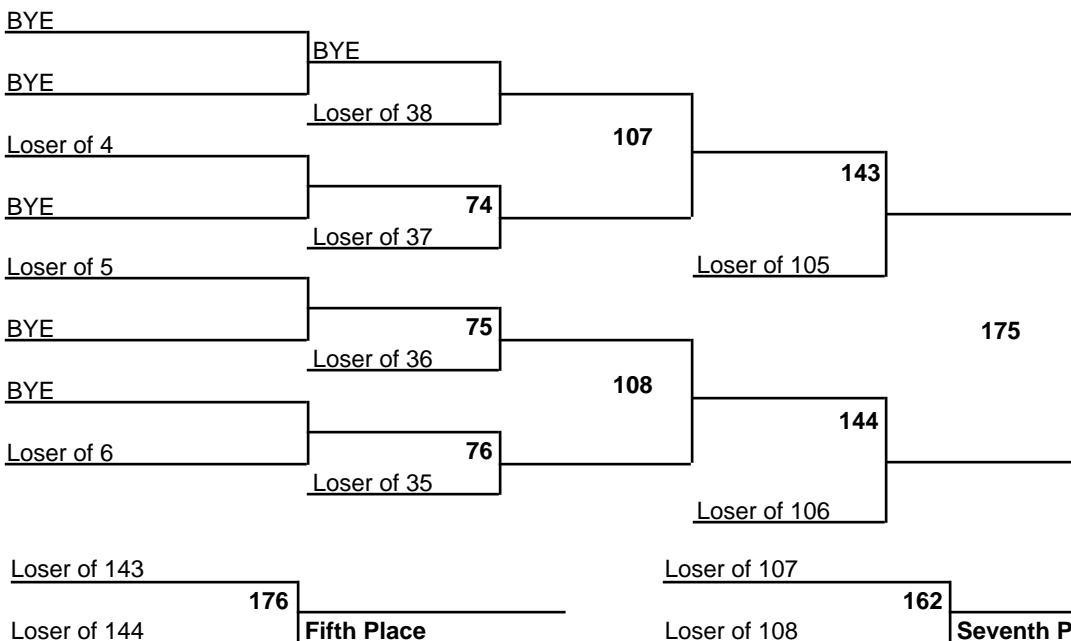 BYE
BYE
BYE
Loser of 38
107
Loser of 4
143
BYE
74
Loser of 37
Loser of 105
Loser of 5
BYE
75
175
Loser of 36
108
BYE
144
Loser of 6
76
Loser of 35
Loser of 106
Loser of 143
Loser of 107
176
162
Loser of 144
Fifth Place
Loser of 108
Seventh P